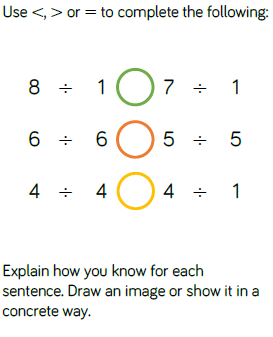 Use <, > or = to complete the following:
8 ÷ 1 7 ÷ 1
6 ÷ 6 5 ÷ 5
4 ÷ 4 4 ÷ 1
Explain how you know for each
sentence. Draw an image or show it in a
concrete way.